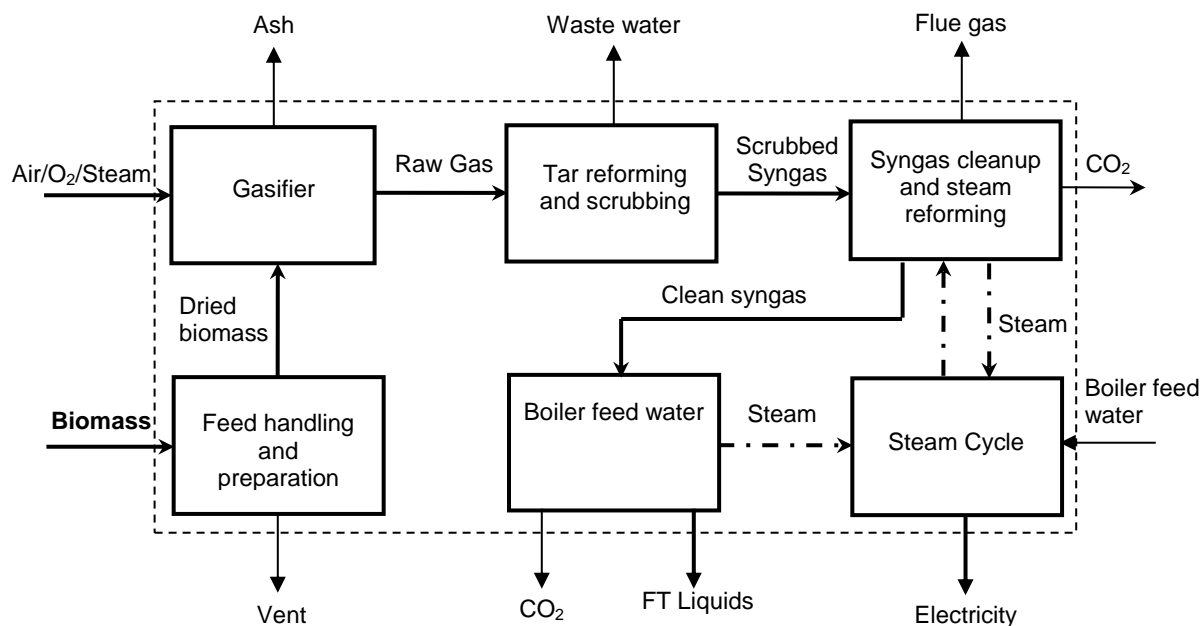 Ash
Waste water
Flue gas
Air/O₂/Steam
Gasifier
Raw Gas
Tar reforming
and scrubbing
Scrubbed
Syngas
Syngas cleanup
and steam
reforming
CO₂
Dried
biomass
Clean syngas
Steam
Biomass
Feed handling
and
preparation
Boiler feed water
Steam
Steam Cycle
Boiler feed
water
Vent
CO₂
FT Liquids
Electricity